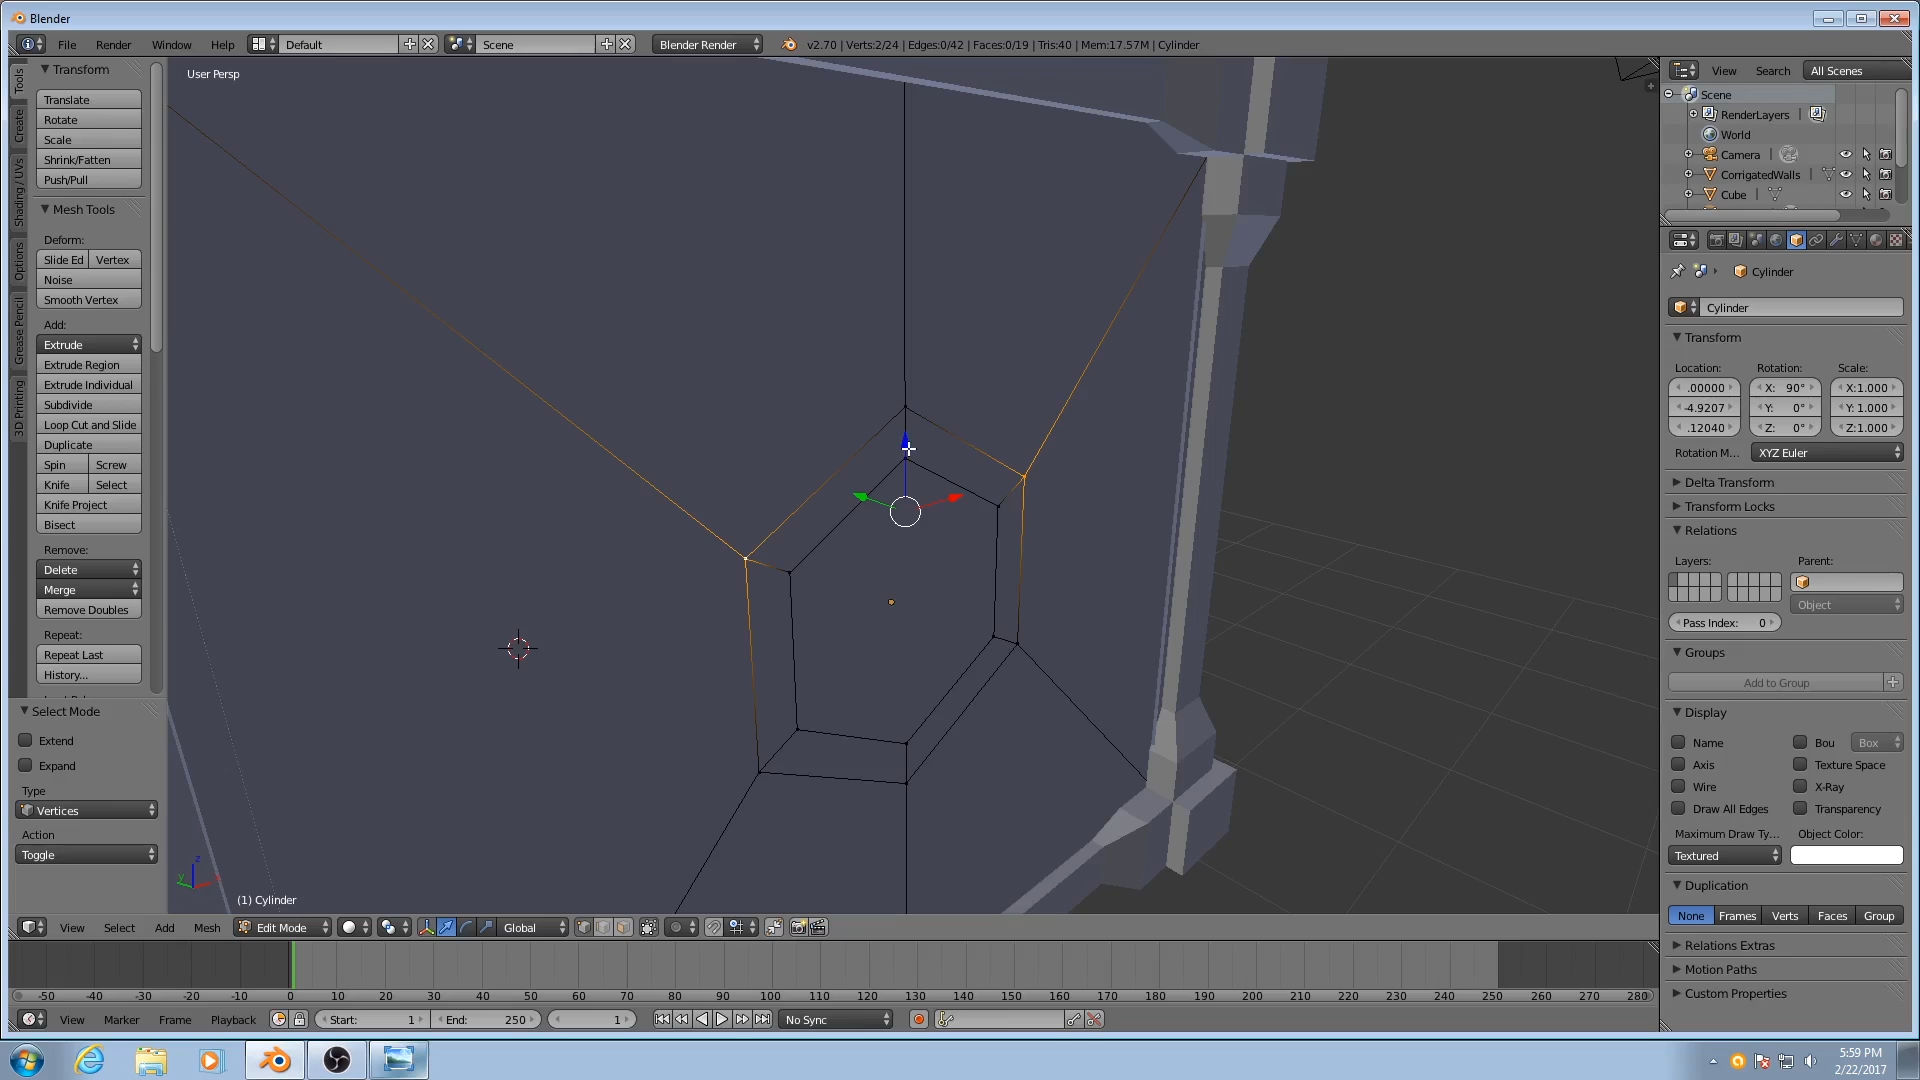 Blender
File Render Window Help Default Scene Blender Render v2.70 | Verts:2/24 | Edges:0/42 | Faces:0/19 | Tris:40 | Mem:17.57M | Cylinder
Tools
Create
Shading / UVs
Options
Grease Pencil
3D Printing
Transform
Translate
Rotate
Scale
Shrink/Fatten
Push/Pull
Mesh Tools
Deform:
Slide Ed Vertex
Noise
Smooth Vertex
Add:
Extrude
Extrude Region
Extrude Individual
Subdivide
Loop Cut and Slide
Duplicate
Spin Screw
Knife Select
Knife Project
Bisect
Remove:
Delete
Merge
Remove Doubles
Repeat:
Repeat Last
History...
Select Mode
Extend
Expand
Type
Vertices
Action
Toggle
User Persp
z
y
(1) Cylinder
View Select Add Mesh Edit Mode Global
-50 -40 -30 -20 -10 0 10 20 30 40 50 60 70 80 90 100 110 120 130 140 150 160 170 180 190 200 210 220 230 240 250 260 270 280
View Marker Frame Playback Start: 1 End: 250 1 No Sync
View Search All Scenes
Scene
RenderLayers |
World
Camera |
CorrigatedWalls |
Cube |
Cylinder
Cylinder
Transform
Location: Rotation: Scale:
.00000 X: 90° X:1.000
-4.9207 Y: 0° Y: 1.000
.12040 Z: 0° Z:1.000
Rotation M... XYZ Euler
Delta Transform
Transform Locks
Relations
Layers: Parent:
Object
Pass Index: 0
Groups
Add to Group
Display
Name Bou Box
Axis Texture Space
Wire X-Ray
Draw All Edges Transparency
Maximum Draw Ty... Object Color:
Textured
Duplication
None Frames Verts Faces Group
Relations Extras
Motion Paths
Custom Properties
5:59 PM
2/22/2017